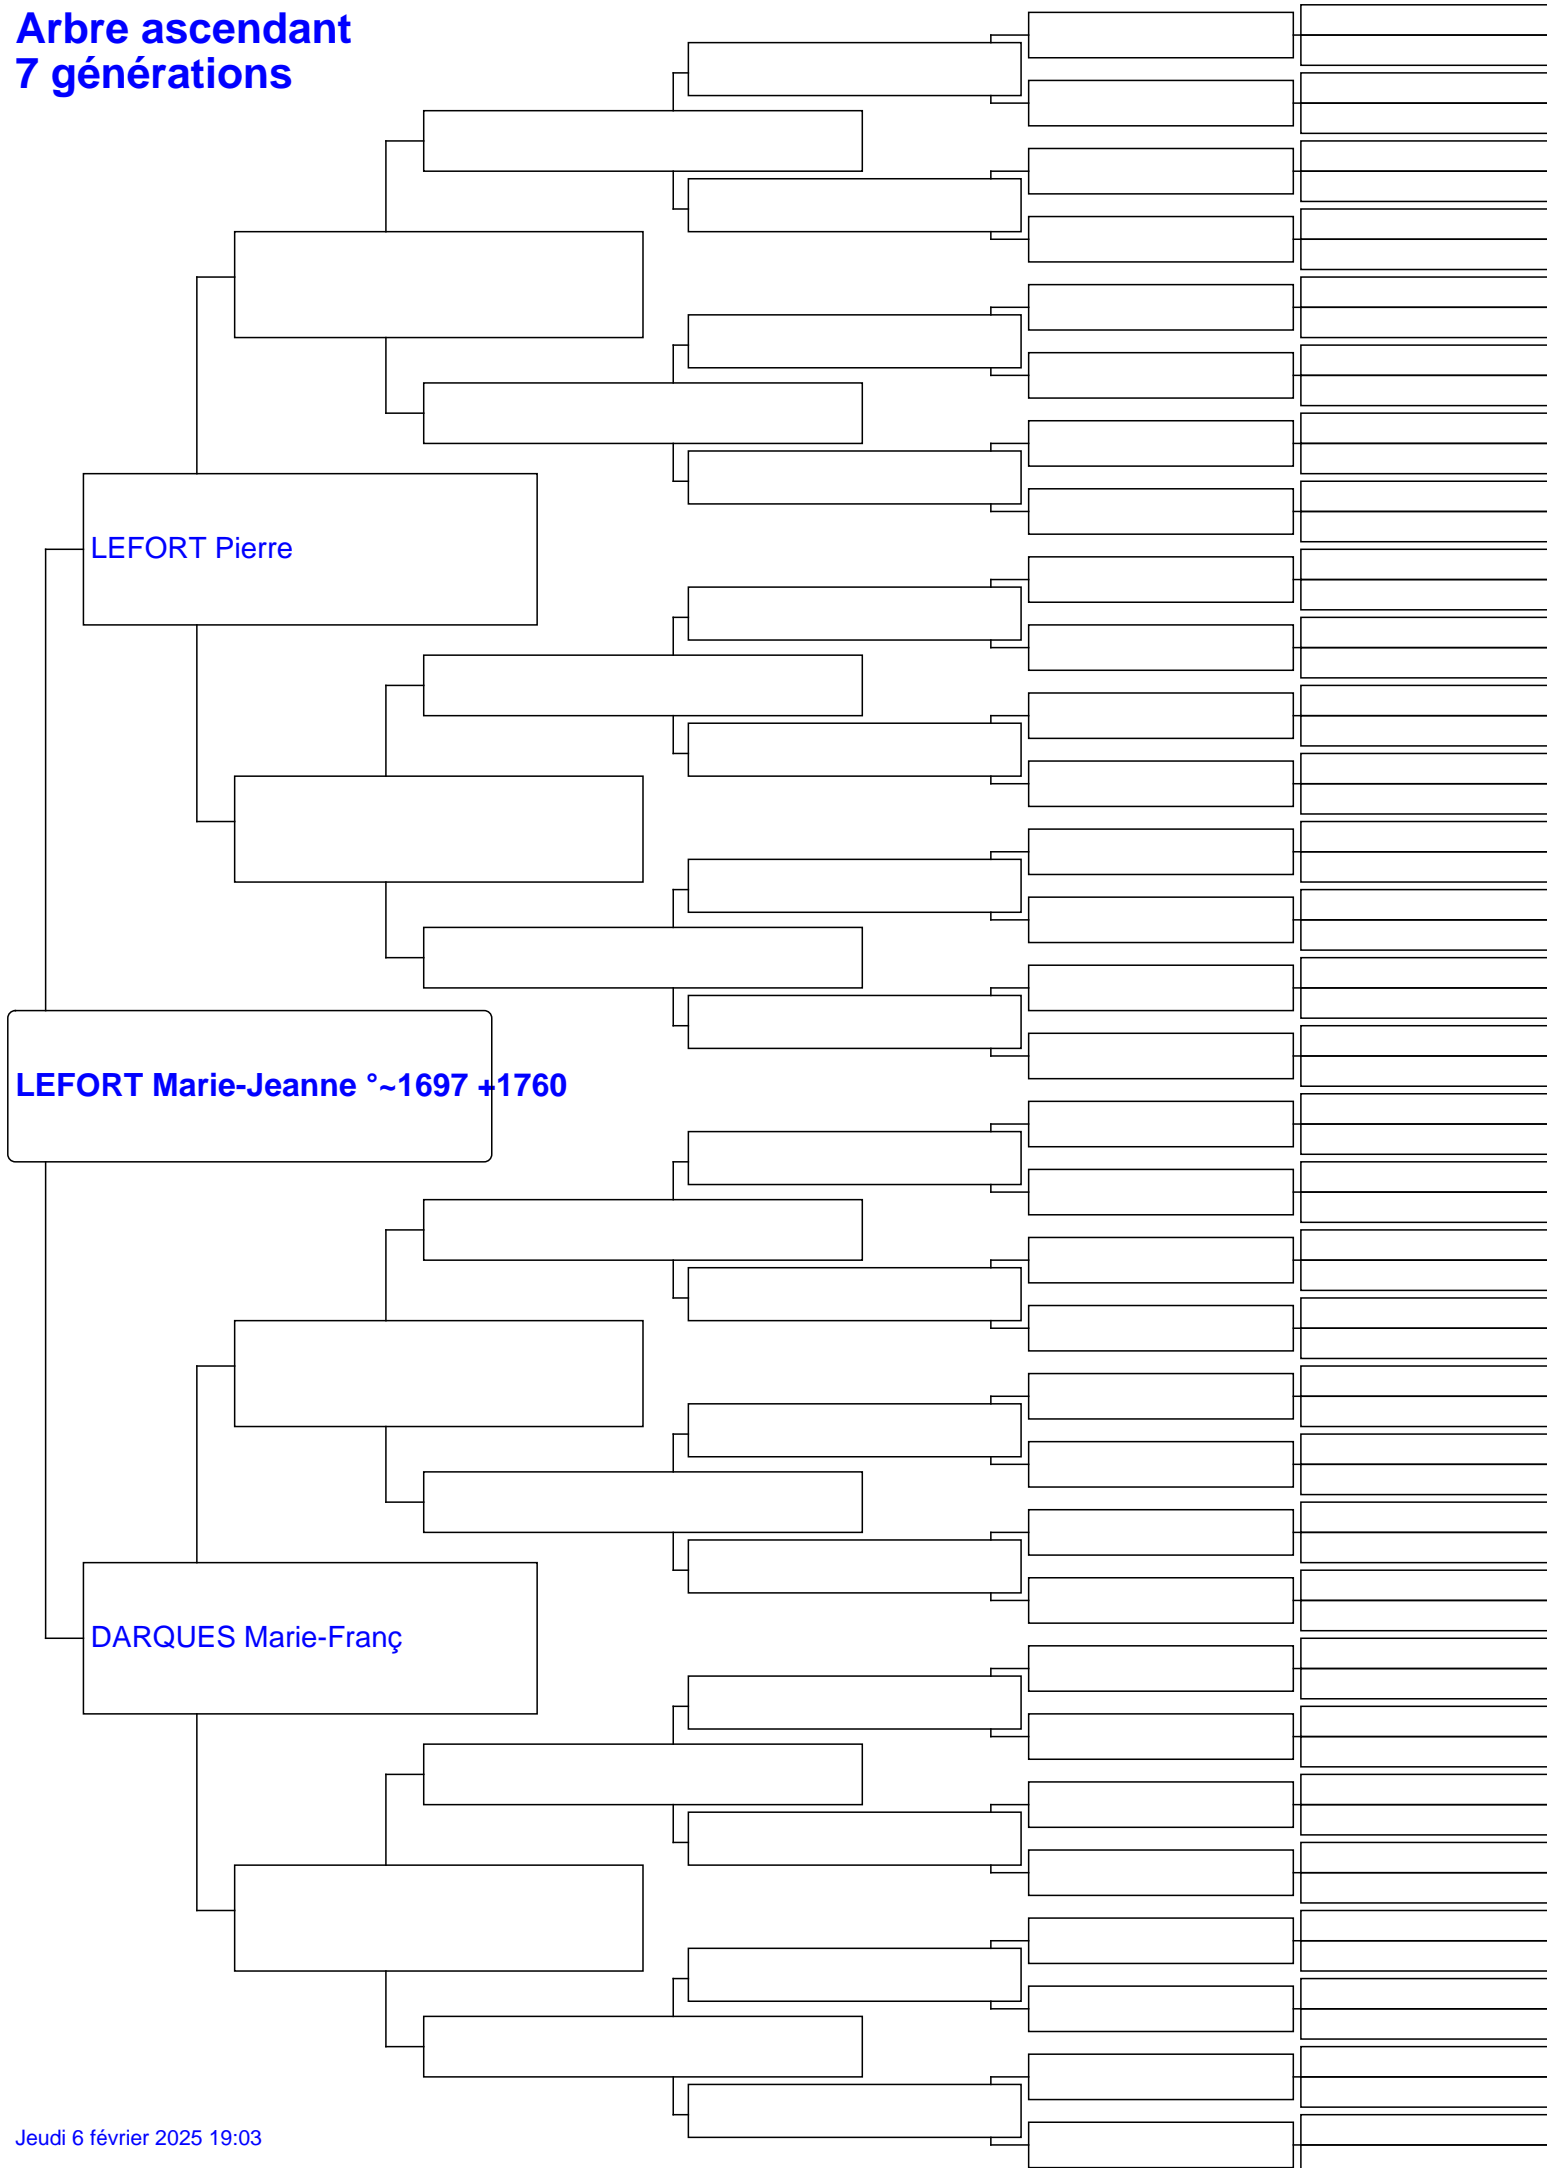 Arbre ascendant
7 générations
LEFORT Pierre
LEFORT Marie-Jeanne °~1697 +1760
DARQUES Marie-Franç
Jeudi 6 février 2025 19:03